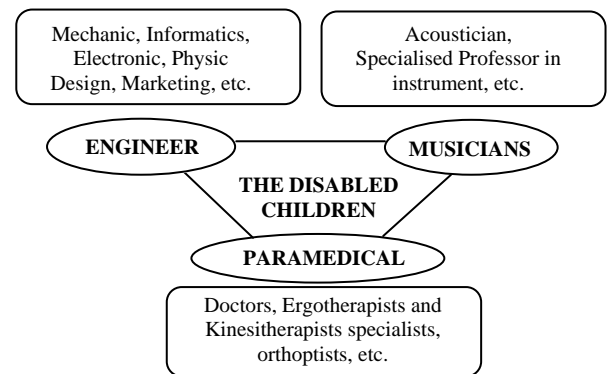 Mechanic, Informatics,
Electronic, Physic
Design, Marketing, etc.
Acoustician,
Specialised Professor in
instrument, etc.
ENGINEER
MUSICIANS
THE DISABLED
CHILDREN
PARAMEDICAL
Doctors, Ergotherapists and
Kinesitherapists specialists,
orthoptists, etc.